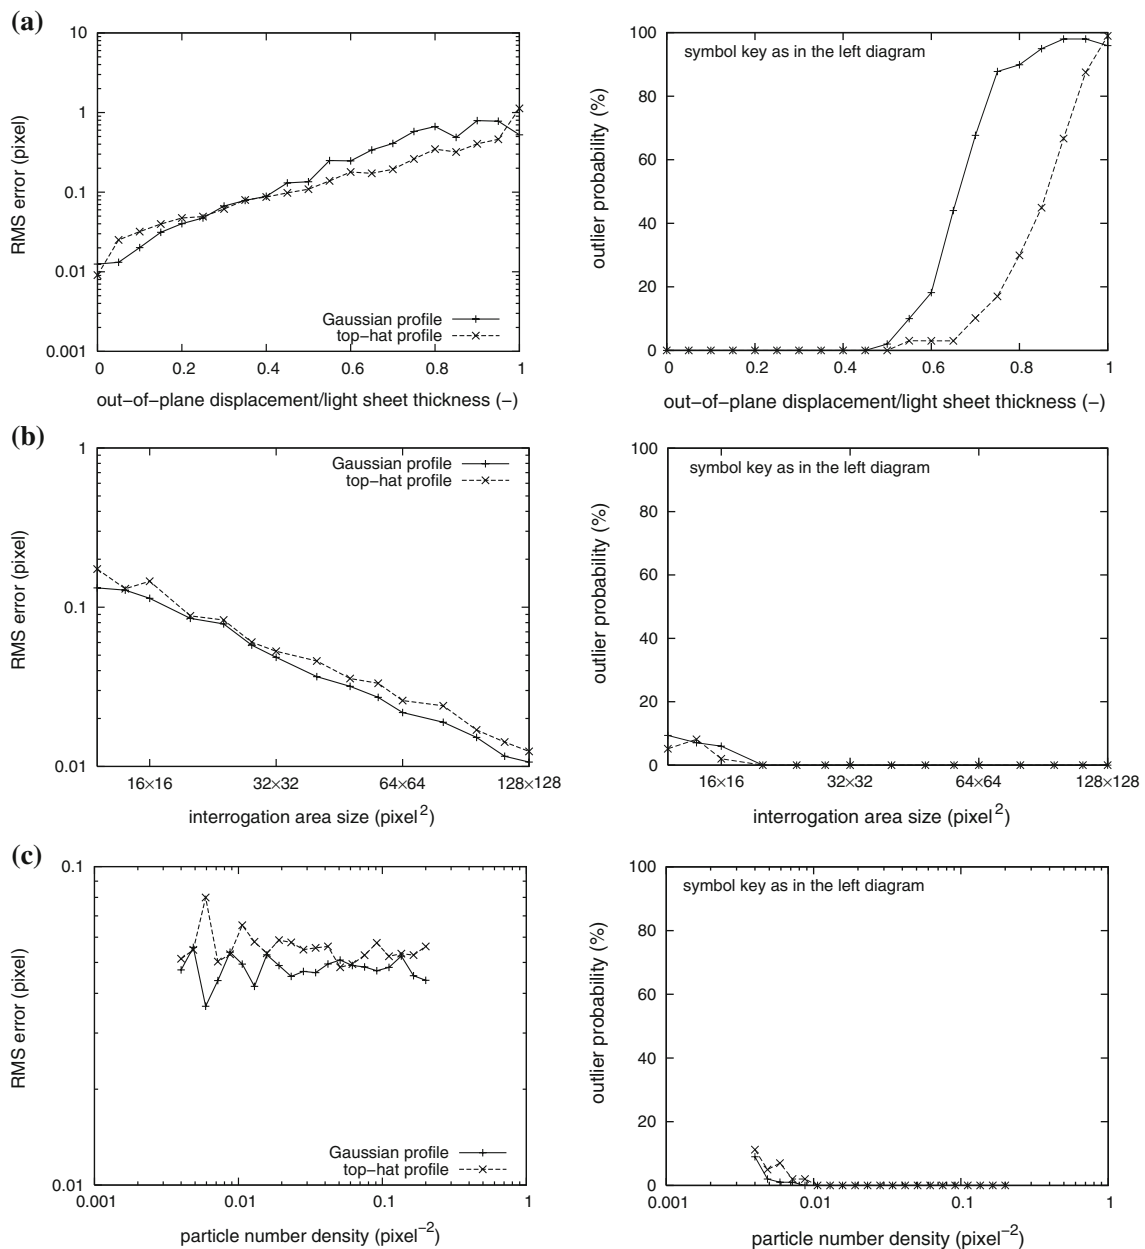 (a)
10
1
0.1
0.01
0.001
RMS error (pixel)
Gaussian profile
top-hat profile
0 0.2 0.4 0.6 0.8 1
out-of-plane displacement/light sheet thickness (-)
100
80
60
40
20
0
outlier probability (%)
symbol key as in the left diagram
0 0.2 0.4 0.6 0.8 1
out-of-plane displacement/light sheet thickness (-)
(b)
1
0.1
0.01
RMS error (pixel)
Gaussian profile
top-hat profile
16×16 32×32 64×64 128×128
interrogation area size (pixel²)
100
80
60
40
20
0
outlier probability (%)
symbol key as in the left diagram
16×16 32×32 64×64 128×128
interrogation area size (pixel²)
(c)
0.1
0.01
RMS error (pixel)
Gaussian profile
top-hat profile
0.001 0.01 0.1 1
particle number density (pixel⁻²)
100
80
60
40
20
0
outlier probability (%)
symbol key as in the left diagram
0.001 0.01 0.1 1
particle number density (pixel⁻²)